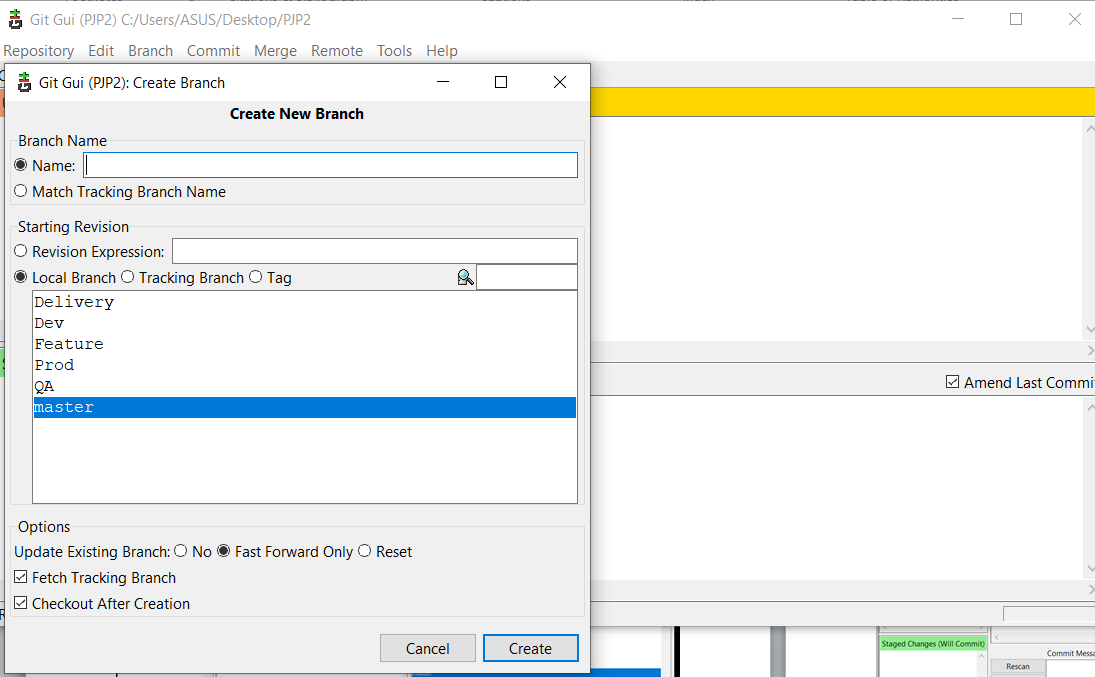 Git Gui (PJP2) C:/Users/ASUS/Desktop/PJP2
Repository Edit Branch Commit Merge Remote Tools Help
Git Gui (PJP2): Create Branch
Create New Branch
Branch Name
Name:
Match Tracking Branch Name
Starting Revision
Revision Expression:
Local Branch Tracking Branch Tag
Delivery
Dev
Feature
Prod
QA
master
Amend Last Commi
Options
Update Existing Branch: No Fast Forward Only Reset
Fetch Tracking Branch
Checkout After Creation
Cancel Create
Staged Changes (Will Commit)
Commit Messa
Rescan